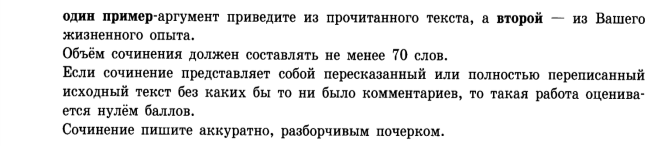 один пример-аргумент приведите из прочитанного текста, а второй — из Вашего
жизненного опыта.
Объём сочинения должен составлять не менее 70 слов.
Если сочинение представляет собой пересказанный или полностью переписанный
исходный текст без каких бы то ни было комментариев, то такая работа оценива-
ется нулём баллов.
Сочинение пишите аккуратно, разборчивым почерком.